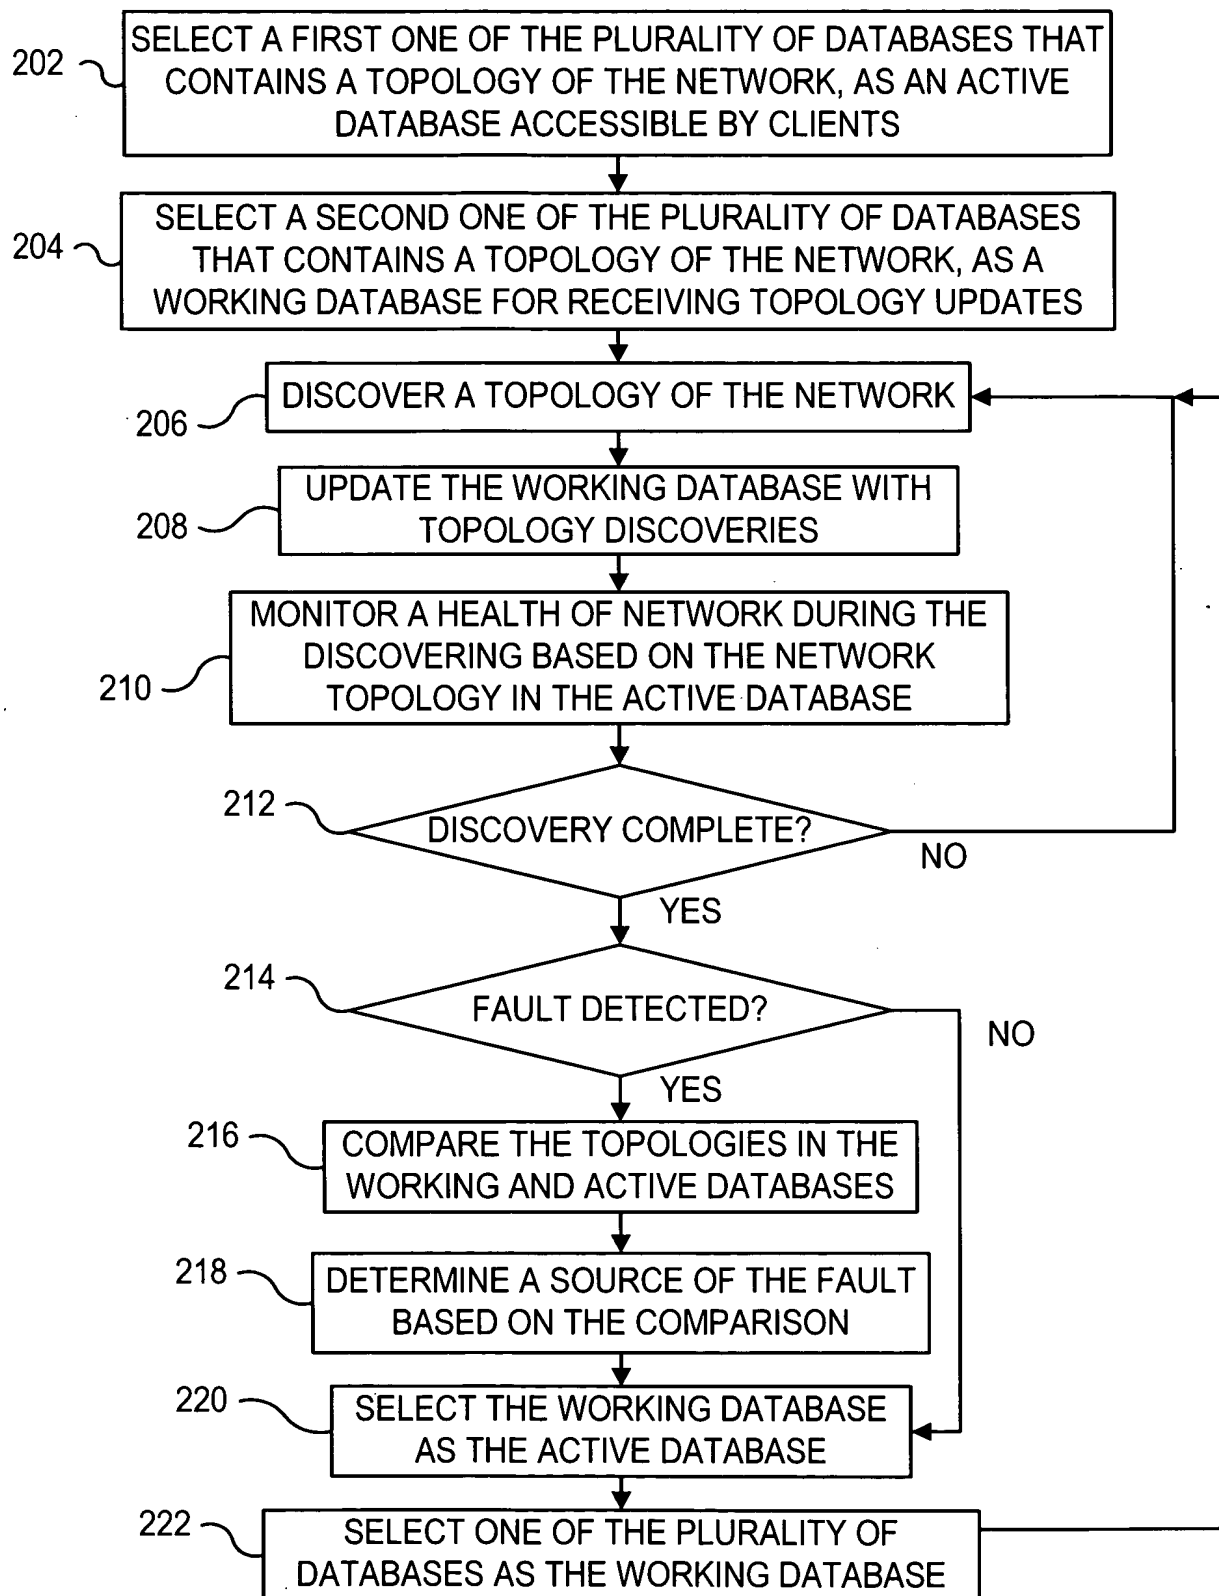 202
SELECT A FIRST ONE OF THE PLURALITY OF DATABASES THAT
CONTAINS A TOPOLOGY OF THE NETWORK, AS AN ACTIVE
DATABASE ACCESSIBLE BY CLIENTS
204
SELECT A SECOND ONE OF THE PLURALITY OF DATABASES
THAT CONTAINS A TOPOLOGY OF THE NETWORK, AS A
WORKING DATABASE FOR RECEIVING TOPOLOGY UPDATES
206
DISCOVER A TOPOLOGY OF THE NETWORK
208
UPDATE THE WORKING DATABASE WITH
TOPOLOGY DISCOVERIES
210
MONITOR A HEALTH OF NETWORK DURING THE
DISCOVERING BASED ON THE NETWORK
TOPOLOGY IN THE ACTIVE DATABASE
212
DISCOVERY COMPLETE?
NO
YES
214
FAULT DETECTED?
NO
YES
216
COMPARE THE TOPOLOGIES IN THE
WORKING AND ACTIVE DATABASES
218
DETERMINE A SOURCE OF THE FAULT
BASED ON THE COMPARISON
220
SELECT THE WORKING DATABASE
AS THE ACTIVE DATABASE
222
SELECT ONE OF THE PLURALITY OF
DATABASES AS THE WORKING DATABASE